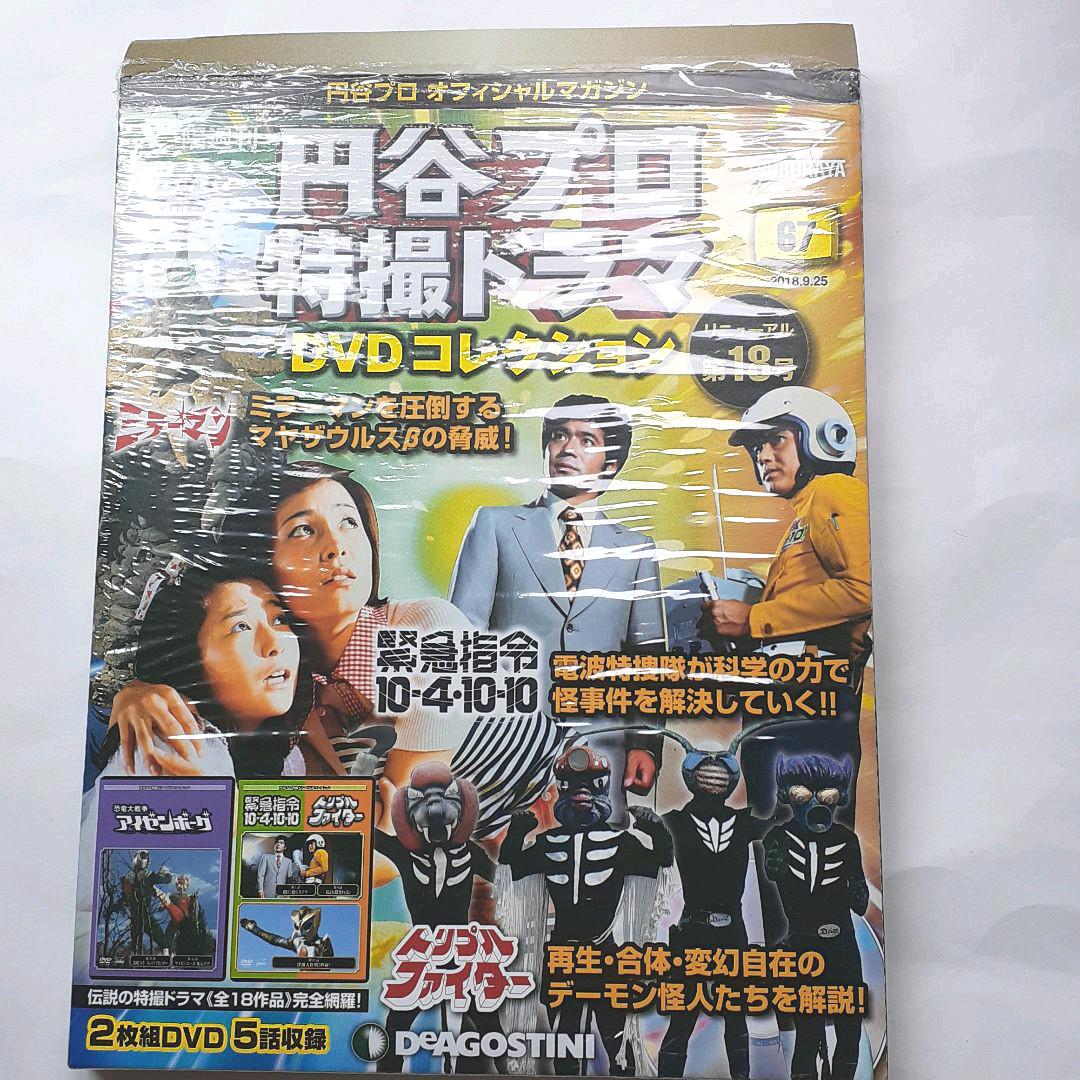 円谷プロ オフィシャルマガジン
円谷プロ
特撮ドラマ
DVDコレクション
67
2018.9.25
リニューアル
第18号
ミラーマン
ミラーマンを圧倒する
マヤザウルスβの脅威!
緊急指令
10-4・10-10
電波特捜隊が科学の力で
怪事件を解決していく!!
恐竜大戦争
アイゼンボーグ
緊急指令
10-4・10-10
トリプル
ファイター
トリプル
ファイター
再生・合体・変幻自在の
デーモン怪人たちを解説!
伝説の特撮ドラマ《全18作品》完全網羅!
2枚組DVD 5話収録
DeAGOSTINI